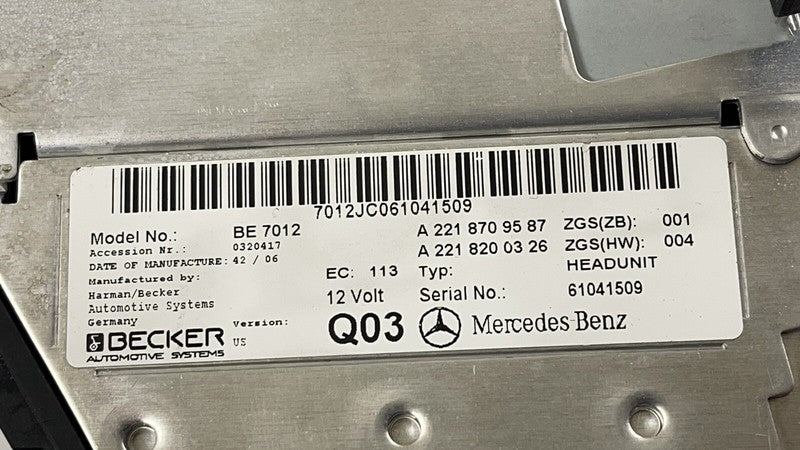 7012JC061041509
Model No.: BE 7012 A 221 870 95 87 ZGS(ZB): 001
Accession Nr.: 0320417 A 221 820 03 26 ZGS(HW): 004
DATE OF MANUFACTURE: 42 / 06 EC: 113 Typ: HEADUNIT
Manufactured by:
Harman/Becker 12 Volt Serial No.: 61041509
Automotive Systems
Germany Version: Q03 Mercedes-Benz
BECKER US
AUTOMOTIVE SYSTEMS